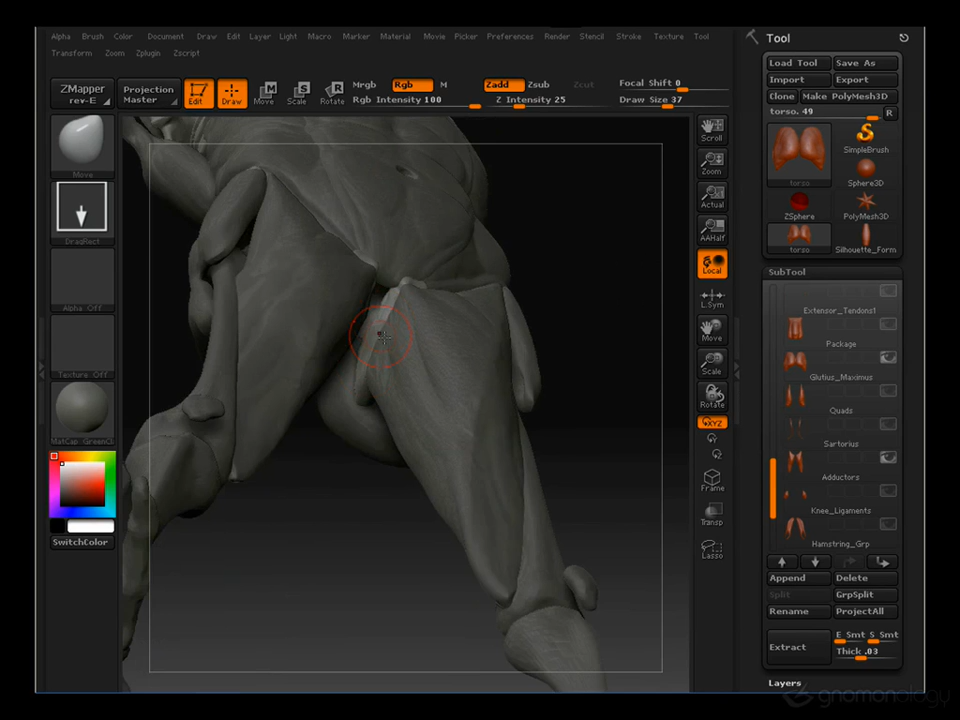 Alpha Brush Color Document Draw Edit Layer Light Macro Marker Material Movie Picker Preferences Render Stencil Stroke Texture Tool
Transform Zoom Zplugin Zscript
ZMapper
rev-E
Projection
Master
Edit
Draw
Move
Scale
Rotate
Mrgb Rgb M
Rgb Intensity 100
Zadd Zsub Zcut
Z Intensity 25
Focal Shift 0
Draw Size 37
Move
DragRect
Alpha Off
Texture Off
SwitchColor
Scroll
Zoom
Actual
AAHalf
Local
L.Sym
Move
Scale
Rotate
XYZ
Frame
Transp
Lasso
Tool
Load Tool Save As
Import Export
Clone Make PolyMesh3D
torso. 49 R
SimpleBrush
torso Sphere3D
ZSphere PolyMesh3D
torso Silhouette_Form
SubTool
Extensor_Tendons1
Package
Glutius_Maximus
Quads
Sartorius
Adductors
Knee_Ligaments
Hamstring_Grp
Append Delete
Split GrpSplit
Rename ProjectAll
Extract
E Smt S Smt
Thick .03
Layers
gnomonology